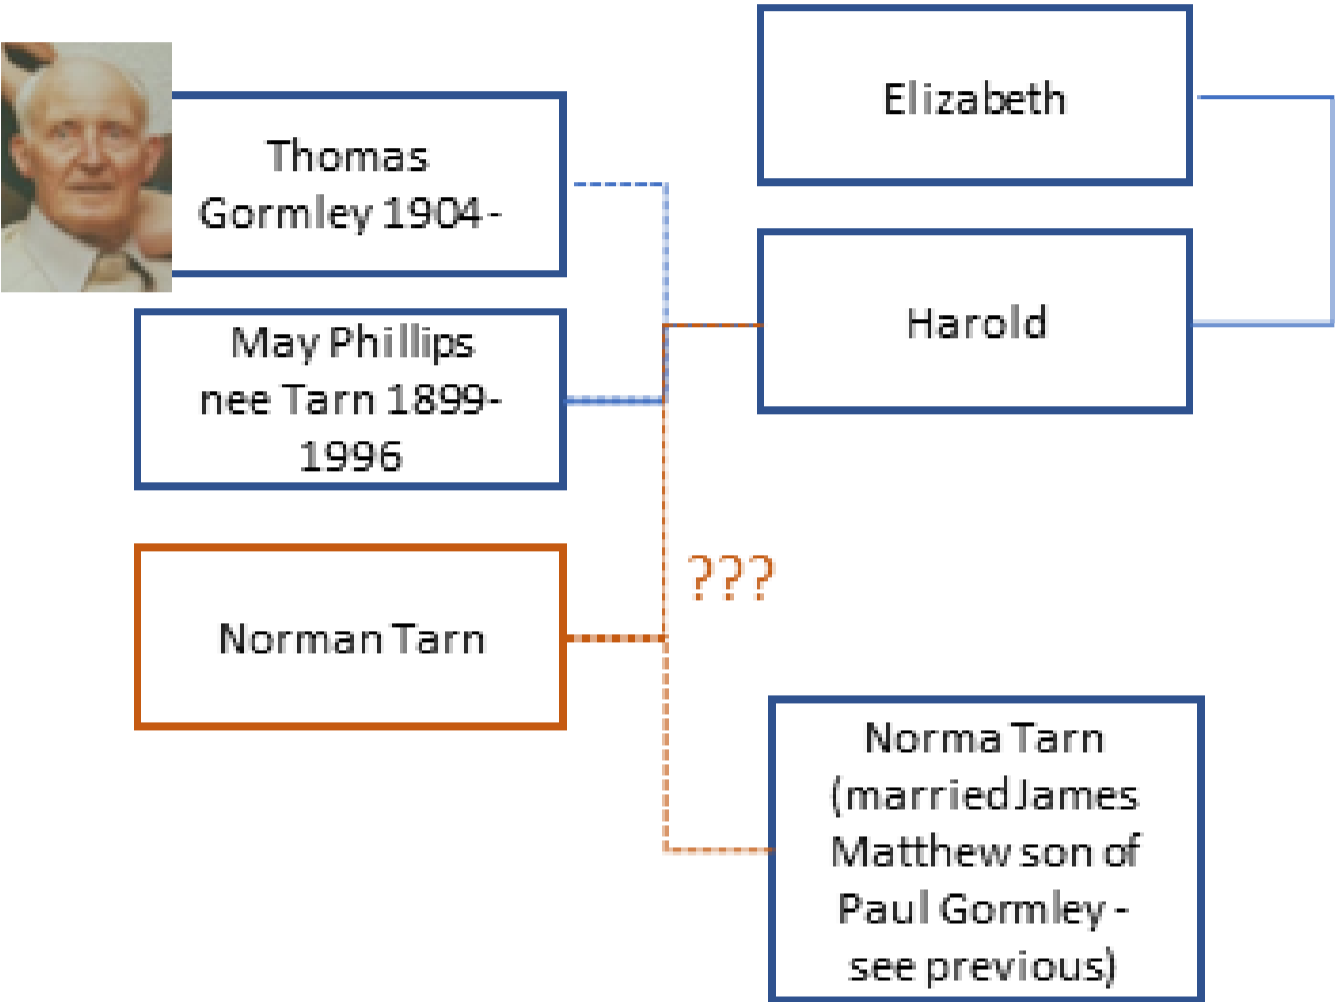 Thomas
Gormley 1904-
May Phillips
nee Tarn 1899-
1996
Norman Tarn
Elizabeth
Harold
???
Norma Tarn
(married James
Matthew son of
Paul Gormley -
see previous)